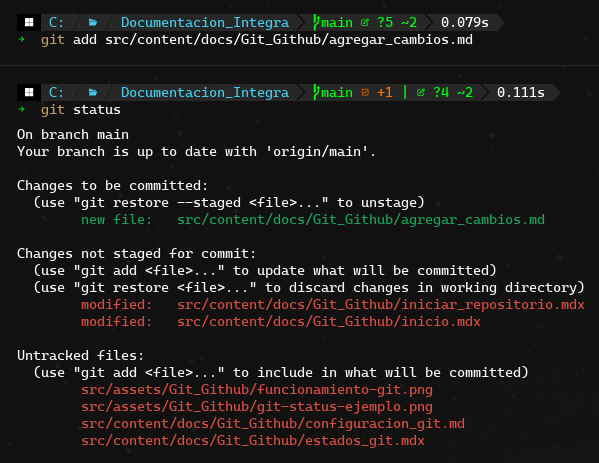 C: Documentacion_Integra main ?5 ~2 0.079s
git add src/content/docs/Git_Github/agregar_cambios.md
C: Documentacion_Integra main +1 | ?4 ~2 0.111s
git status
On branch main
Your branch is up to date with 'origin/main'.
Changes to be committed:
(use "git restore --staged <file>..." to unstage)
new file: src/content/docs/Git_Github/agregar_cambios.md
Changes not staged for commit:
(use "git add <file>..." to update what will be committed)
(use "git restore <file>..." to discard changes in working directory)
modified: src/content/docs/Git_Github/iniciar_repositorio.mdx
modified: src/content/docs/Git_Github/inicio.mdx
Untracked files:
(use "git add <file>..." to include in what will be committed)
src/assets/Git_Github/funcionamiento-git.png
src/assets/Git_Github/git-status-ejemplo.png
src/content/docs/Git_Github/configuracion_git.md
src/content/docs/Git_Github/estados_git.mdx